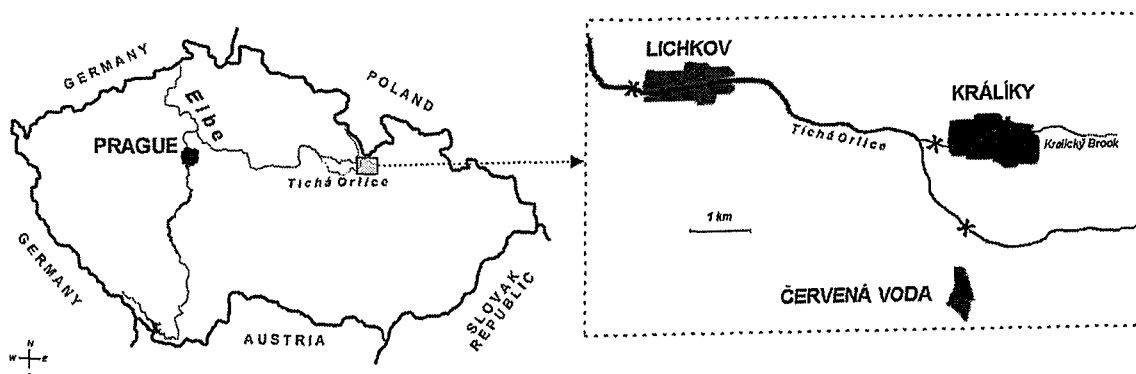 GERMANY
POLAND
Elbe
PRAGUE
Tichá Orlice
GERMANY
AUSTRIA
SLOVAK
REPUBLIC
N
W E
S
LICHKOV
KRÁLÍKY
Tichá Orlice
Kralický Brook
1 km
ČERVENÁ VODA